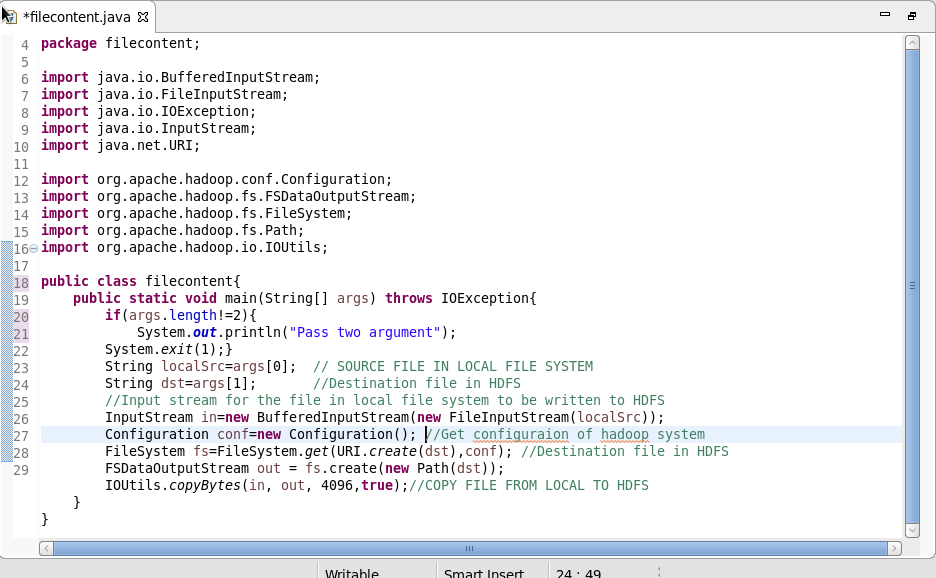 *filecontent.java
4 package filecontent;
5
6 import java.io.BufferedInputStream;
7 import java.io.FileInputStream;
8 import java.io.IOException;
9 import java.io.InputStream;
10 import java.net.URI;
11
12 import org.apache.hadoop.conf.Configuration;
13 import org.apache.hadoop.fs.FSDataOutputStream;
14 import org.apache.hadoop.fs.FileSystem;
15 import org.apache.hadoop.fs.Path;
16 import org.apache.hadoop.io.IOUtils;
17
18 public class filecontent{
19 public static void main(String[] args) throws IOException{
20 if(args.length!=2){
21 System.out.println("Pass two argument");
22 System.exit(1);}
23 String localSrc=args[0]; // SOURCE FILE IN LOCAL FILE SYSTEM
24 String dst=args[1]; //Destination file in HDFS
25 //Input stream for the file in local file system to be written to HDFS
26 InputStream in=new BufferedInputStream(new FileInputStream(localSrc));
27 Configuration conf=new Configuration(); //Get configuraion of hadoop system
28 FileSystem fs=FileSystem.get(URI.create(dst),conf); //Destination file in HDFS
29 FSDataOutputStream out = fs.create(new Path(dst));
IOUtils.copyBytes(in, out, 4096,true);//COPY FILE FROM LOCAL TO HDFS
}
}
Writable Smart Insert 24 : 49